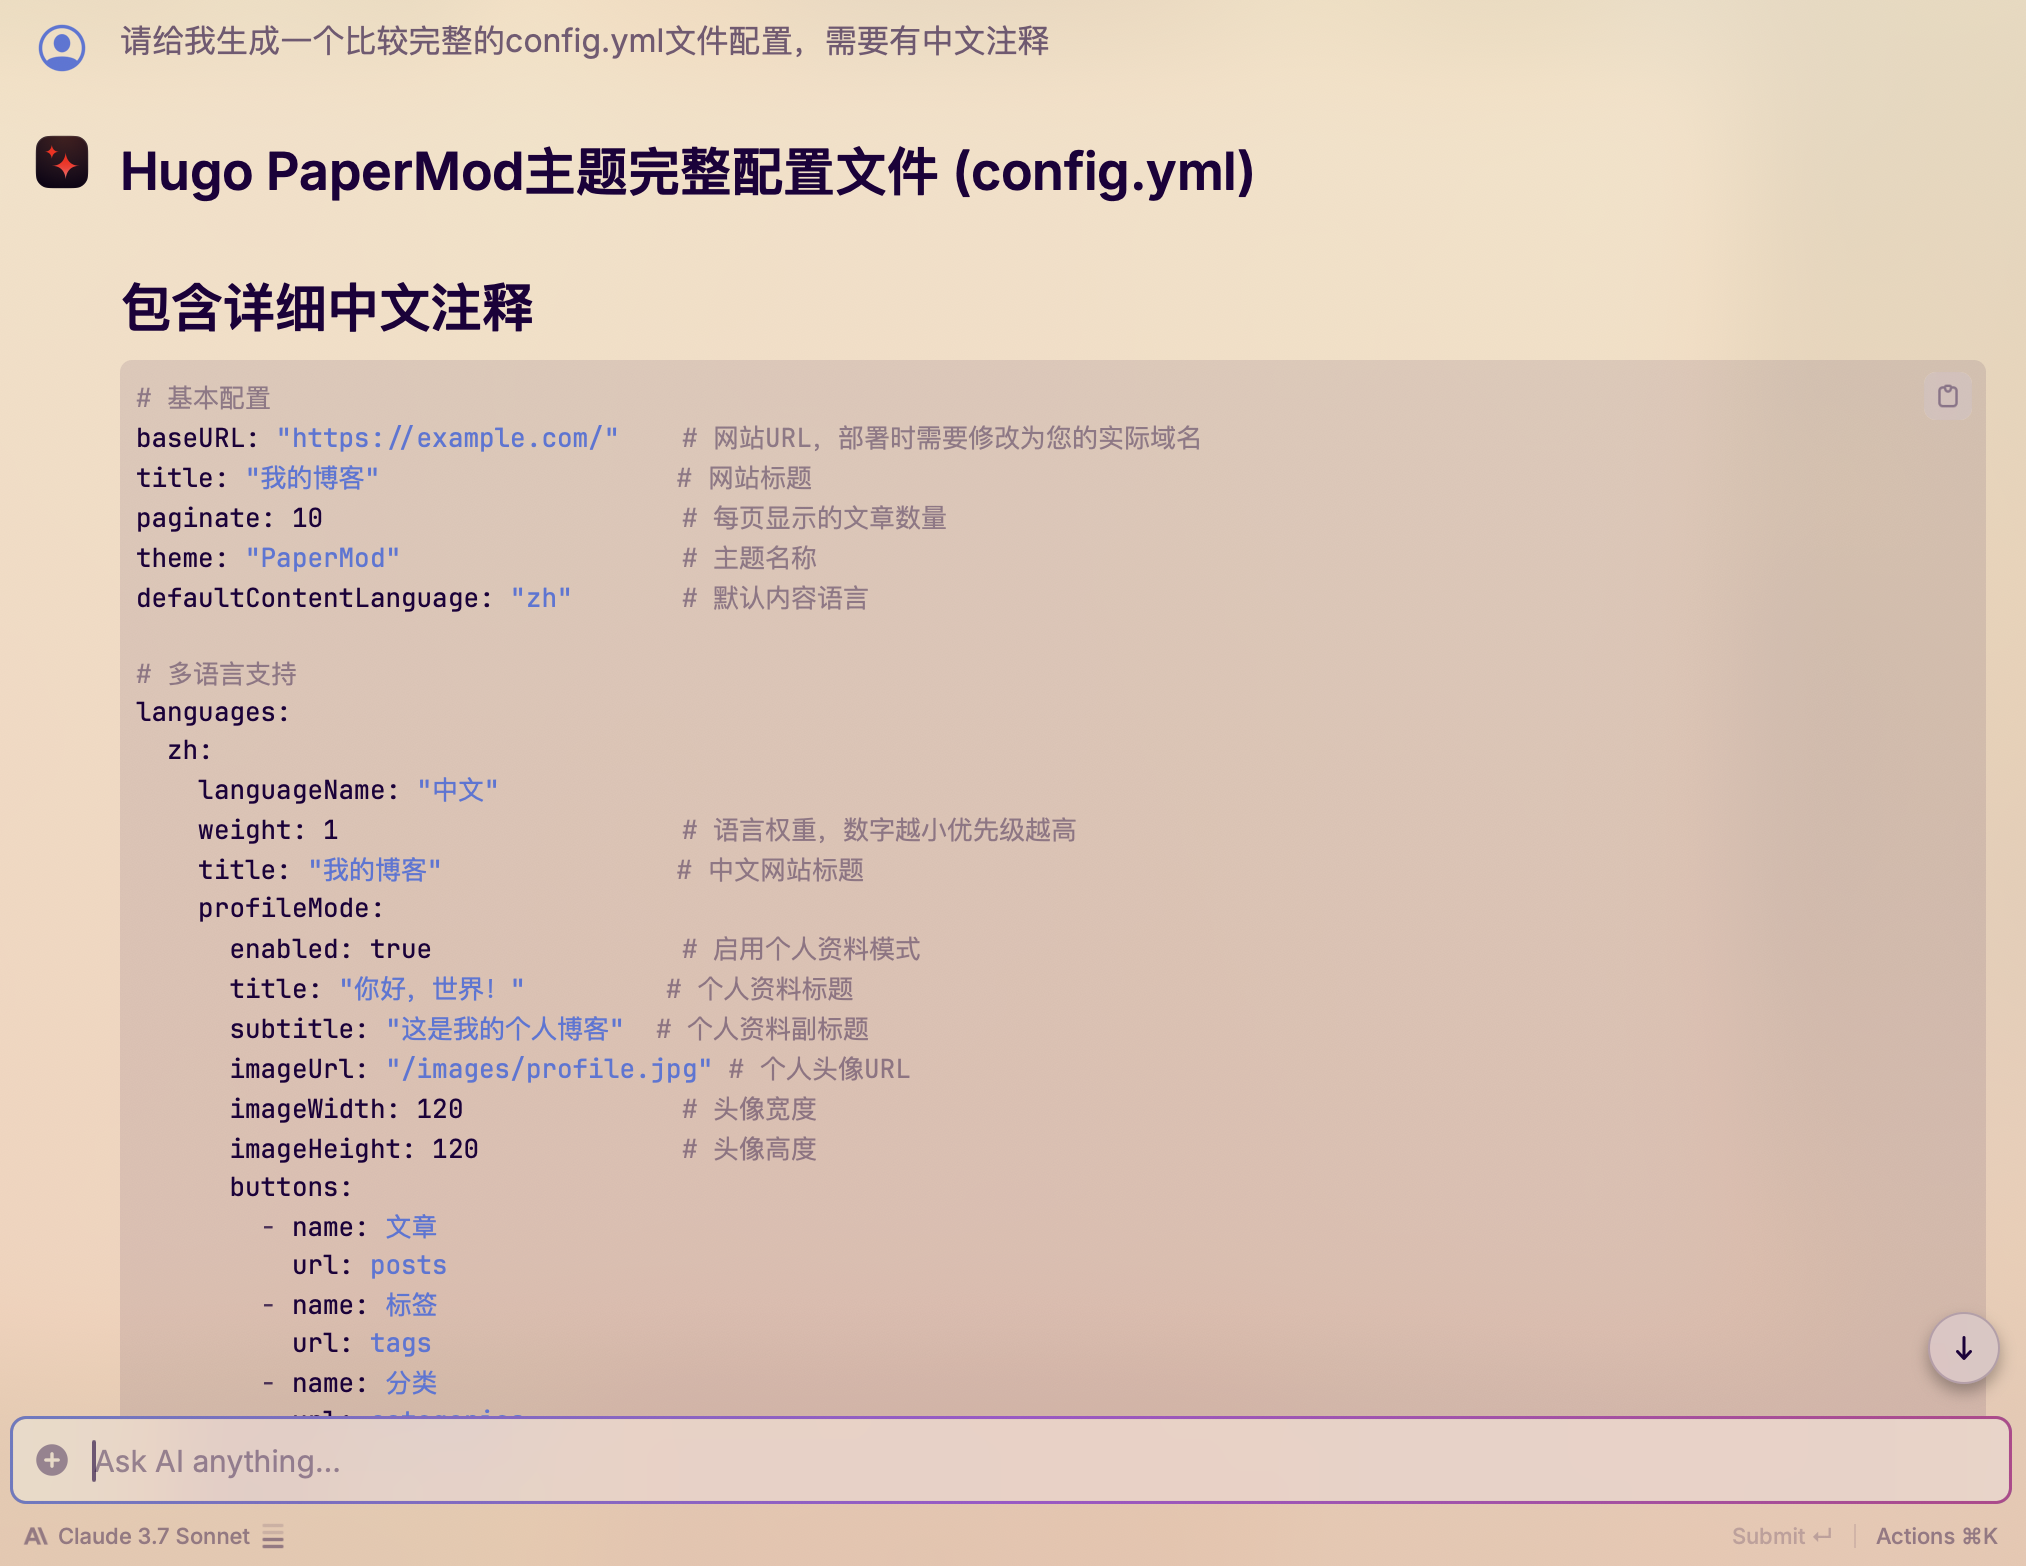 请给我生成一个比较完整的config.yml文件配置，需要有中文注释
Hugo PaperMod主题完整配置文件 (config.yml)
包含详细中文注释
# 基本配置
baseURL: "https://example.com/"    # 网站URL，部署时需要修改为您的实际域名
title: "我的博客"                   # 网站标题
paginate: 10                       # 每页显示的文章数量
theme: "PaperMod"                  # 主题名称
defaultContentLanguage: "zh"       # 默认内容语言
# 多语言支持
languages:
  zh:
    languageName: "中文"
    weight: 1                      # 语言权重，数字越小优先级越高
    title: "我的博客"               # 中文网站标题
    profileMode:
      enabled: true                # 启用个人资料模式
      title: "你好，世界！"         # 个人资料标题
      subtitle: "这是我的个人博客"  # 个人资料副标题
      imageUrl: "/images/profile.jpg" # 个人头像URL
      imageWidth: 120              # 头像宽度
      imageHeight: 120             # 头像高度
      buttons:
        - name: 文章
          url: posts
        - name: 标签
          url: tags
        - name: 分类
Ask AI anything...
Claude 3.7 Sonnet
Submit ↵
Actions ⌘K